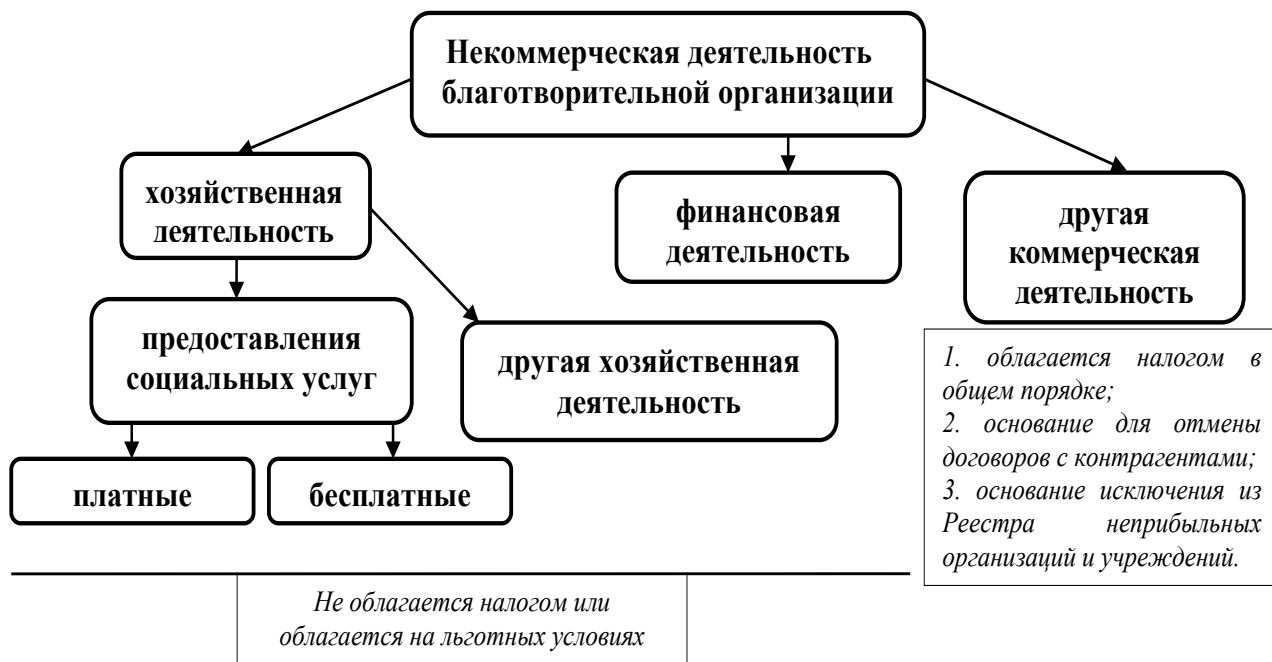 Некоммерческая деятельность
благотворительной организации
хозяйственная
деятельность
финансовая
деятельность
другая
коммерческая
деятельность
предоставления
социальных услуг
другая хозяйственная
деятельность
платные
бесплатные
1. облагается налогом в
общем порядке;
2. основание для отмены
договоров с контрагентами;
3. основание исключения из
Реестра неприбыльных
организаций и учреждений.
Не облагается налогом или
облагается на льготных условиях